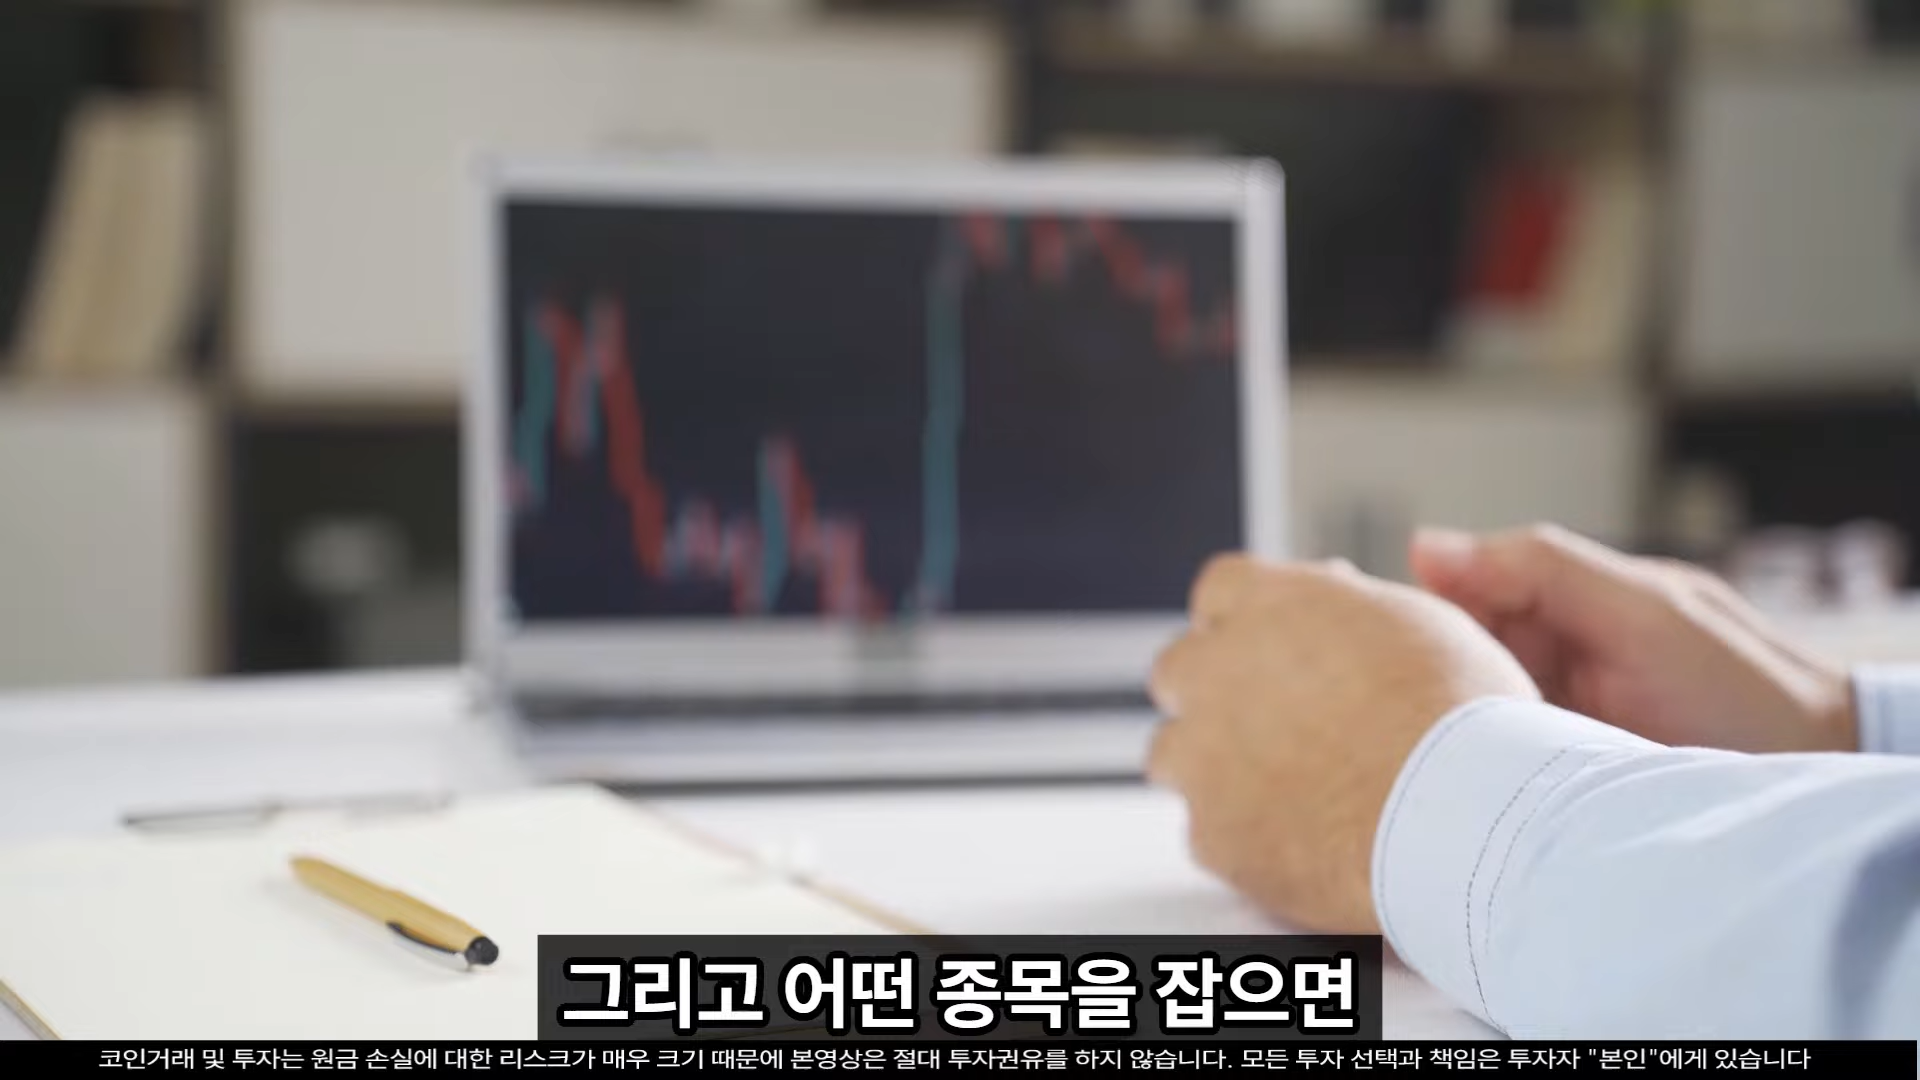 그리고 어떤 종목을 잡으면
코인거래 및 투자는 원금 손실에 대한 리스크가 매우 크기 때문에 본영상은 절대 투자권유를 하지 않습니다. 모든 투자 선택과 책임은 투자자 "본인"에게 있습니다